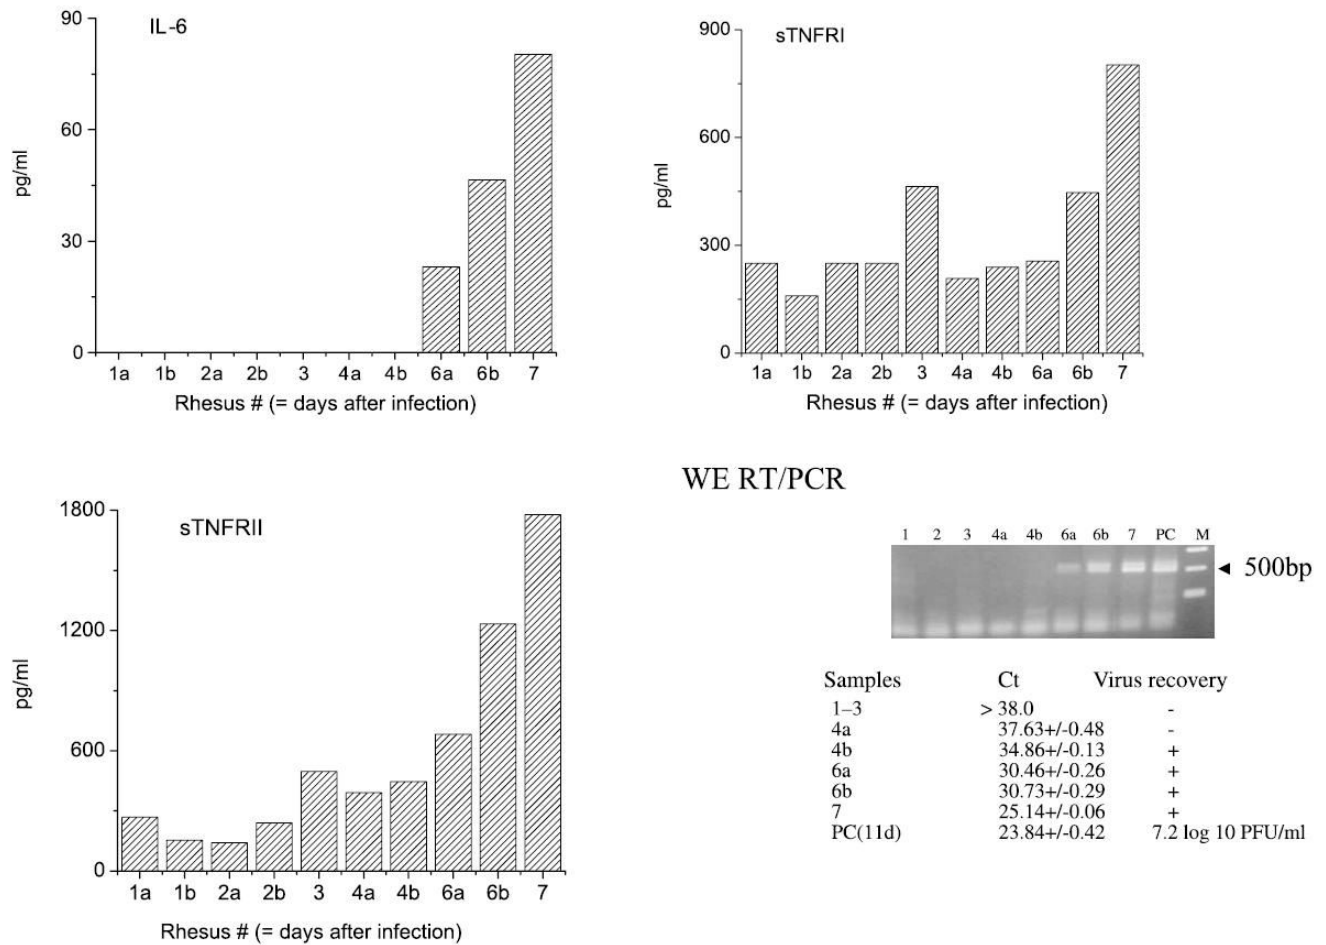 IL-6
90
60
30
0
pg/ml
1a 1b 2a 2b 3 4a 4b 6a 6b 7
Rhesus # (= days after infection)
sTNFRI
900
600
300
0
pg/ml
1a 1b 2a 2b 3 4a 4b 6a 6b 7
Rhesus # (= days after infection)
sTNFRII
1800
1200
600
0
pg/ml
1a 1b 2a 2b 3 4a 4b 6a 6b 7
Rhesus # (= days after infection)
WE RT/PCR
1 2 3 4a 4b 6a 6b 7 PC M
500bp
Samples Ct Virus recovery
1–3 > 38.0 -
4a 37.63+/-0.48 -
4b 34.86+/-0.13 +
6a 30.46+/-0.26 +
6b 30.73+/-0.29 +
7 25.14+/-0.06 +
PC(11d) 23.84+/-0.42 7.2 log 10 PFU/ml